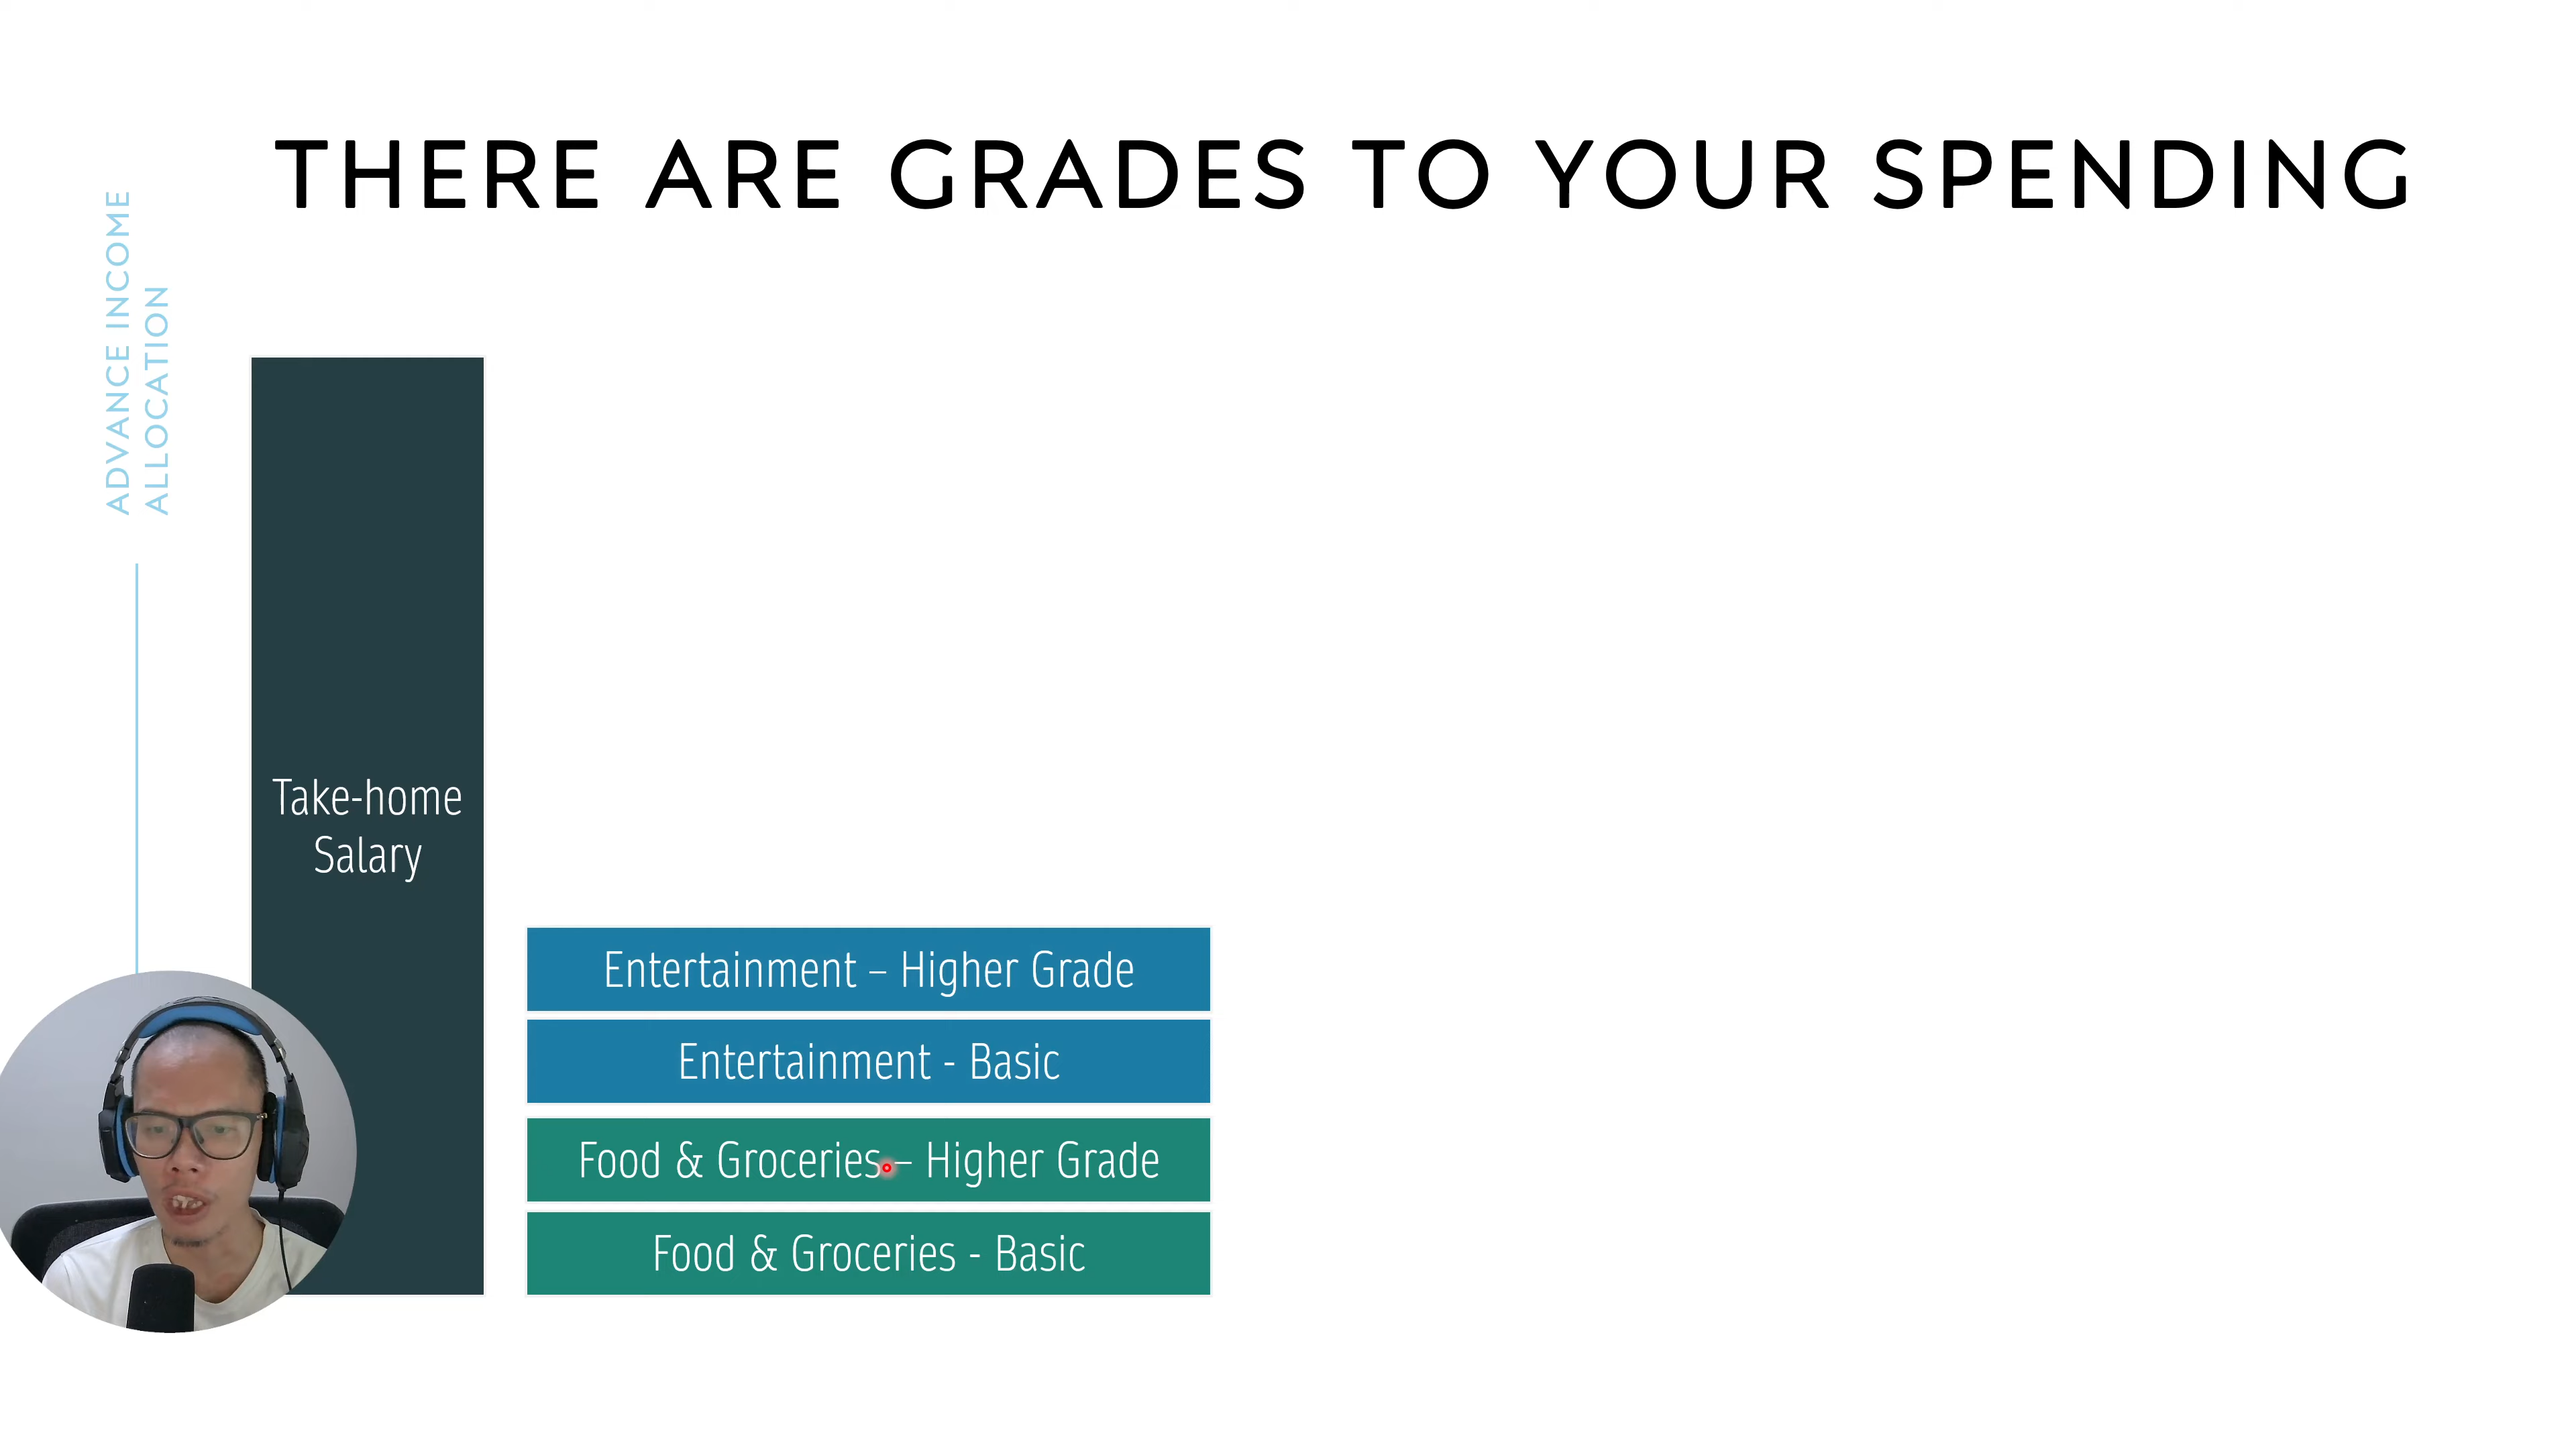 THERE ARE GRADES TO YOUR SPENDING
ADVANCE INCOME
ALLOCATION
Take-home
Salary
Entertainment – Higher Grade
Entertainment - Basic
Food & Groceries – Higher Grade
Food & Groceries - Basic